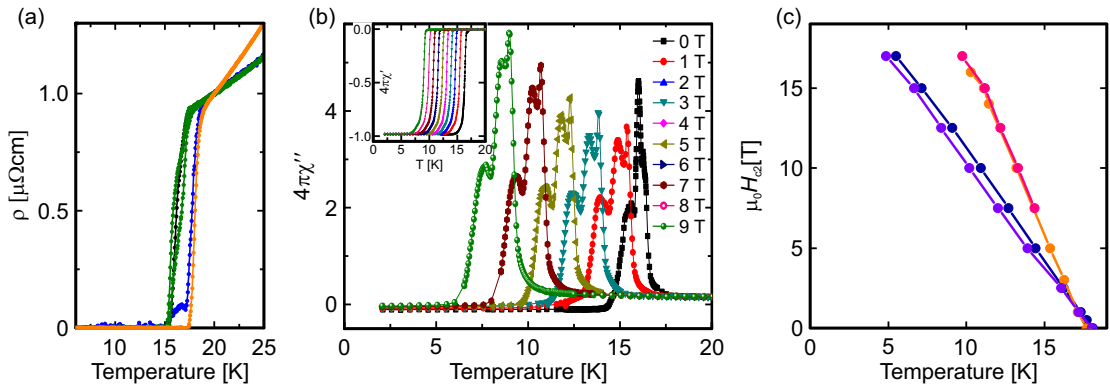 (a)
1.0
0.5
0
10
15
20
25
ρ [μΩcm]
Temperature [K]
(b)
4
2
0
0
5
10
15
20
4πχ''
Temperature [K]
0.0
-0.5
-1.0
0
5
10
15
20
4πχ'
T [K]
0 T
1 T
2 T
3 T
4 T
5 T
6 T
7 T
8 T
9 T
(c)
15
10
5
0
0
5
10
15
μ0Hc2[T]
Temperature [K]